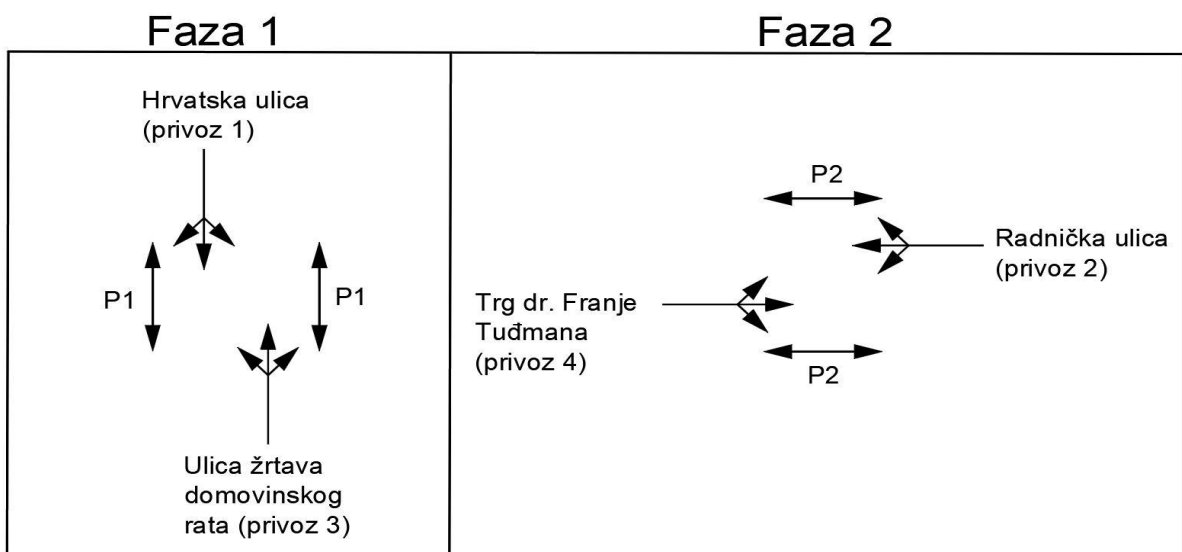 Faza 1
Faza 2
Hrvatska ulica
(privoz 1)
P1
P1
Ulica žrtava
domovinskog
rata (privoz 3)
P2
Radnička ulica
(privoz 2)
Trg dr. Franje
Tuđmana
(privoz 4)
P2